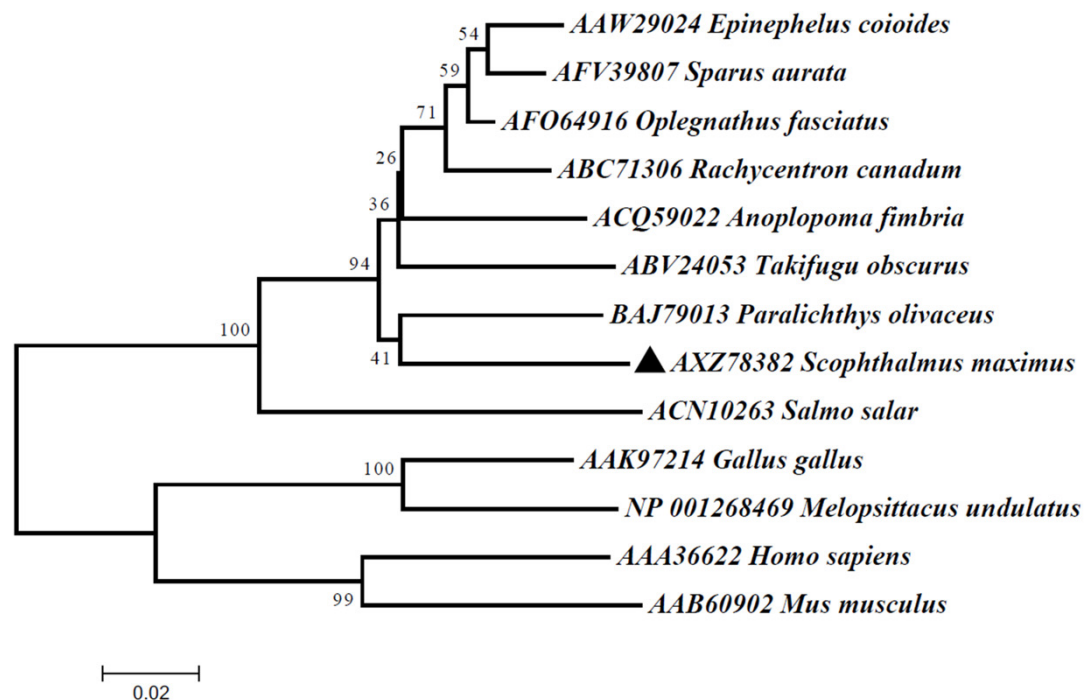 54
AAW29024 Epinephelus coioides
59
AFV39807 Sparus aurata
71
AFO64916 Oplegnathus fasciatus
26
ABC71306 Rachycentron canadum
36
ACQ59022 Anoplopoma fimbria
94
ABV24053 Takifugu obscurus
100
BAJ79013 Paralichthys olivaceus
41
AXZ78382 Scophthalmus maximus
ACN10263 Salmo salar
100
AAK97214 Gallus gallus
NP 001268469 Melopsittacus undulatus
AAA36622 Homo sapiens
99
AAB60902 Mus musculus
0.02